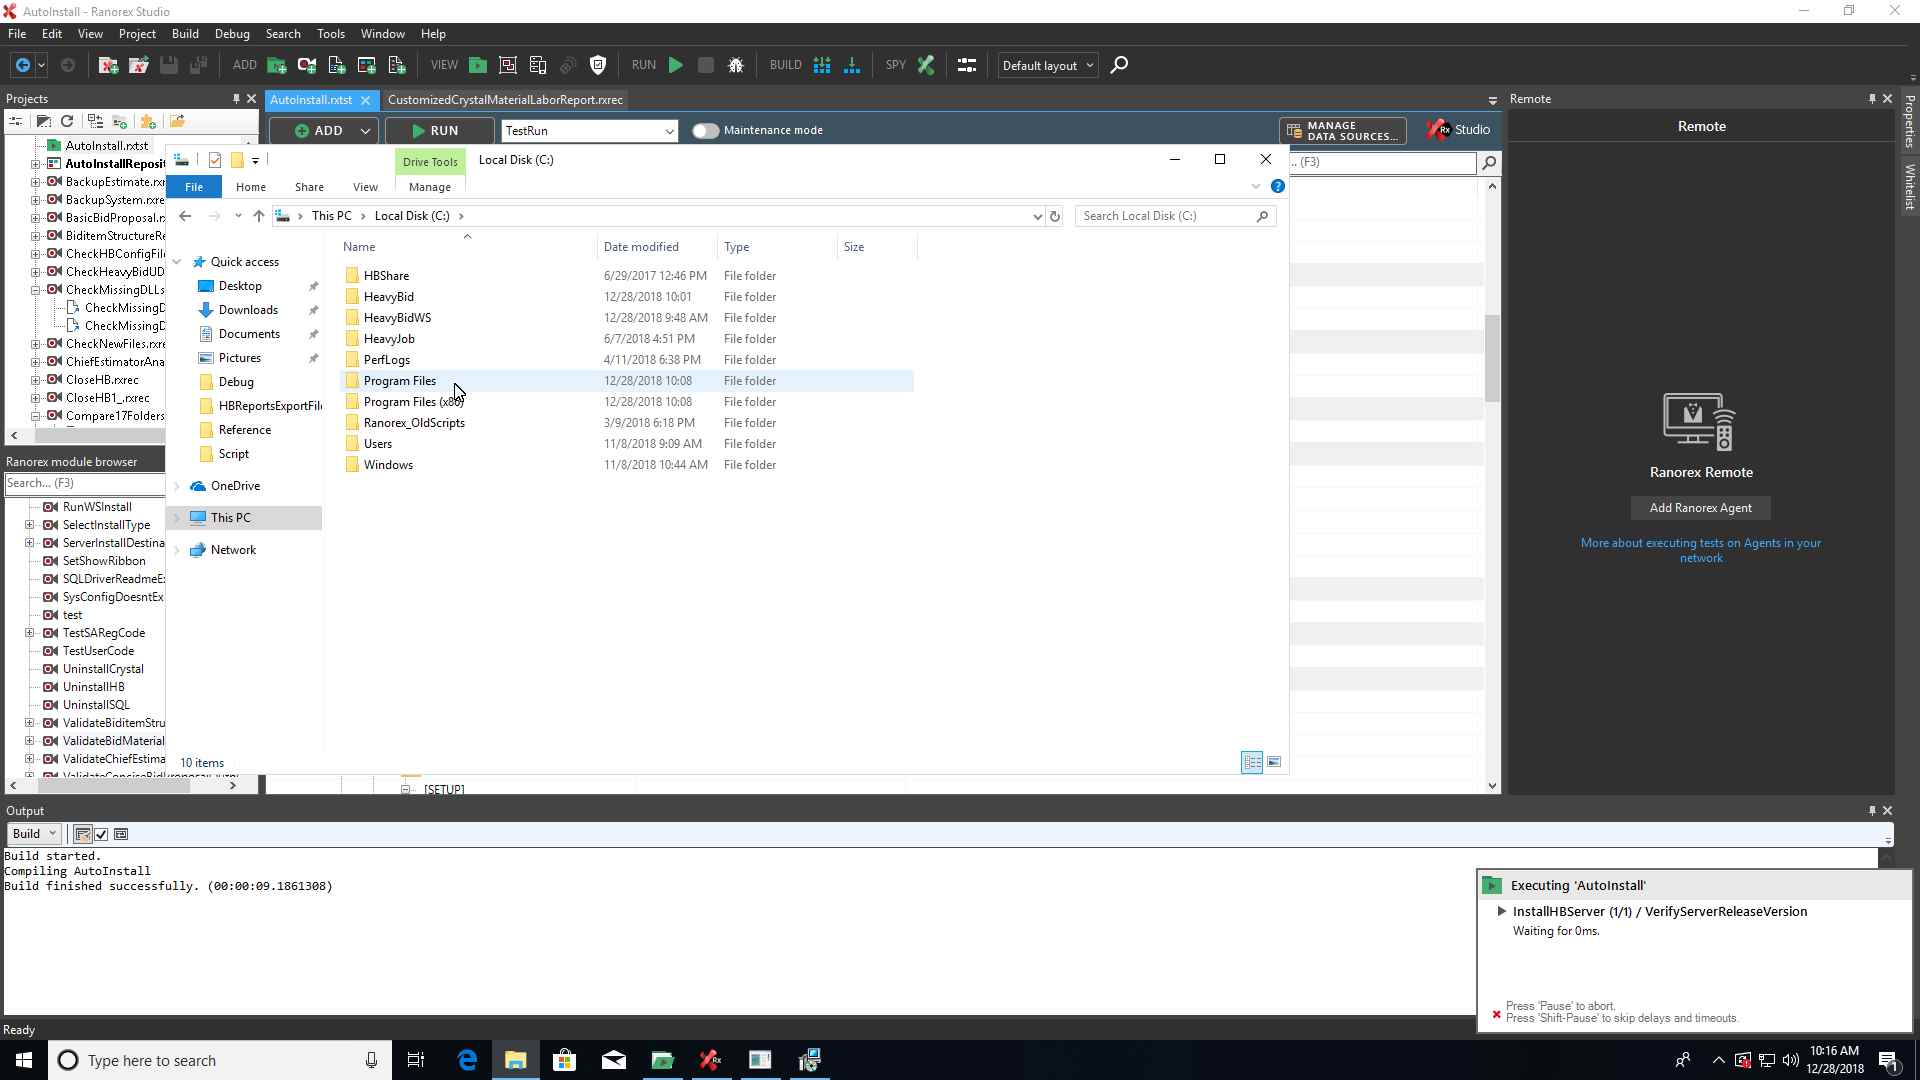 AutoInstall - Ranorex Studio
File Edit View Project Build Debug Search Tools Window Help
ADD VIEW RUN BUILD SPY Default layout
Projects
AutoInstall.rxtst
CustomizedCrystalMaterialLaborReport.rxrec
Remote
ADD
RUN
TestRun
Maintenance mode
MANAGE
DATA SOURCES...
Rx Studio
Remote
Properties
Whitelist
AutoInstall.rxtst
AutoInstallReposit
BackupEstimate.rx
BackupSystem.rxre
BasicBidProposal.r
BiditemStructureRe
CheckHBConfigFil
CheckHeavyBidUD
CheckMissingDLLs
CheckMissingD
CheckMissingD
CheckNewFiles.rxre
ChiefEstimatorAna
CloseHB.rxrec
CloseHB1_.rxrec
Compare17Folders
Drive Tools
Local Disk (C:)
File Home Share View Manage
This PC > Local Disk (C:) >
Search Local Disk (C:)
.. (F3)
Name Date modified Type Size
Quick access
Desktop
Downloads
Documents
Pictures
Debug
HBReportsExportFil
Reference
Script
OneDrive
This PC
Network
HBShare 6/29/2017 12:46 PM File folder
HeavyBid 12/28/2018 10:01 File folder
HeavyBidWS 12/28/2018 9:48 AM File folder
HeavyJob 6/7/2018 4:51 PM File folder
PerfLogs 4/11/2018 6:38 PM File folder
Program Files 12/28/2018 10:08 File folder
Program Files (x86) 12/28/2018 10:08 File folder
Ranorex_OldScripts 3/9/2018 6:18 PM File folder
Users 11/8/2018 9:09 AM File folder
Windows 11/8/2018 10:44 AM File folder
10 items
Ranorex Remote
Add Ranorex Agent
More about executing tests on Agents in your
network
Ranorex module browser
Search... (F3)
RunWSInstall
SelectInstallType
ServerInstallDestina
SetShowRibbon
SQLDriverReadmeEx
SysConfigDoesntEx
test
TestSARegCode
TestUserCode
UninstallCrystal
UninstallHB
UninstallSQL
ValidateBiditemStru
ValidateBidMaterial
ValidateChiefEstima
[SETUP]
Output
Build
Build started.
Compiling AutoInstall
Build finished successfully. (00:00:09.1861308)
Executing 'AutoInstall'
InstallHBServer (1/1) / VerifyServerReleaseVersion
Waiting for 0ms.
Press 'Pause' to abort.
Press 'Shift-Pause' to skip delays and timeouts.
Ready
Type here to search
10:16 AM
12/28/2018
1